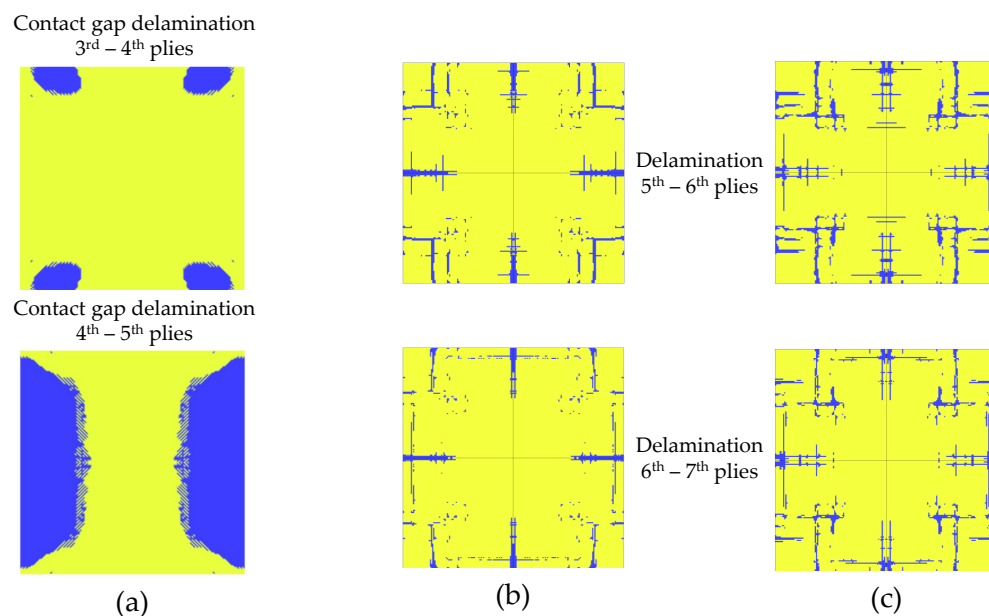 Contact gap delamination
3rd – 4th plies
Contact gap delamination
4th – 5th plies
Delamination
5th – 6th plies
Delamination
6th – 7th plies
(a)
(b)
(c)